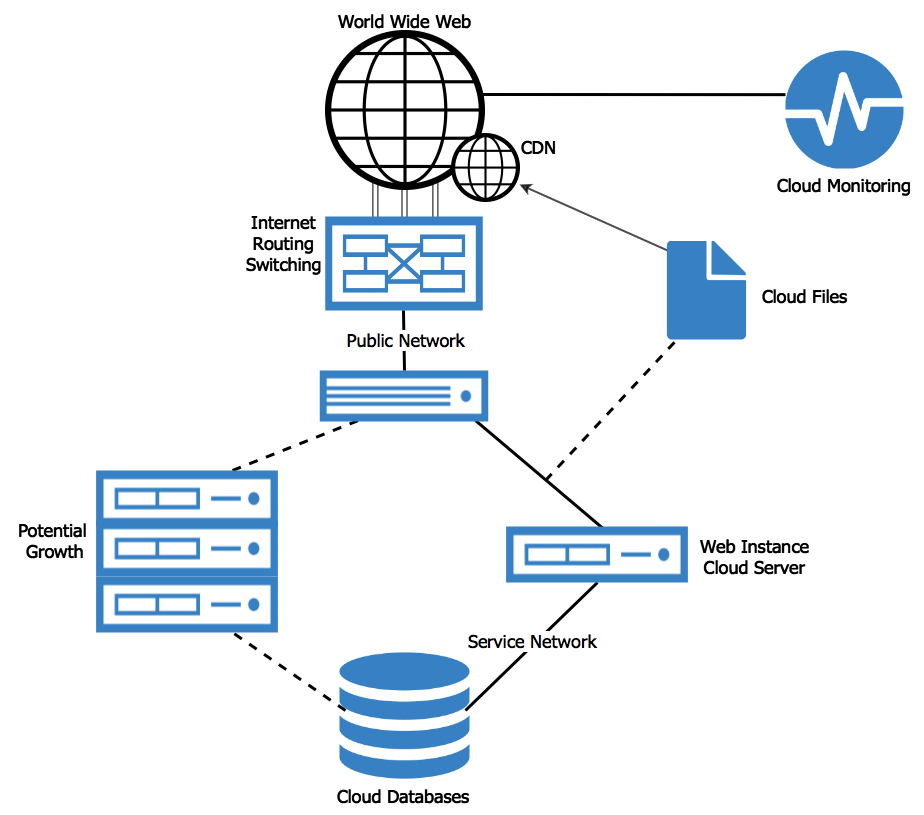 World Wide Web
CDN
Cloud Monitoring
Internet
Routing
Switching
Cloud Files
Public Network
Potential
Growth
Web Instance
Cloud Server
Service Network
Cloud Databases